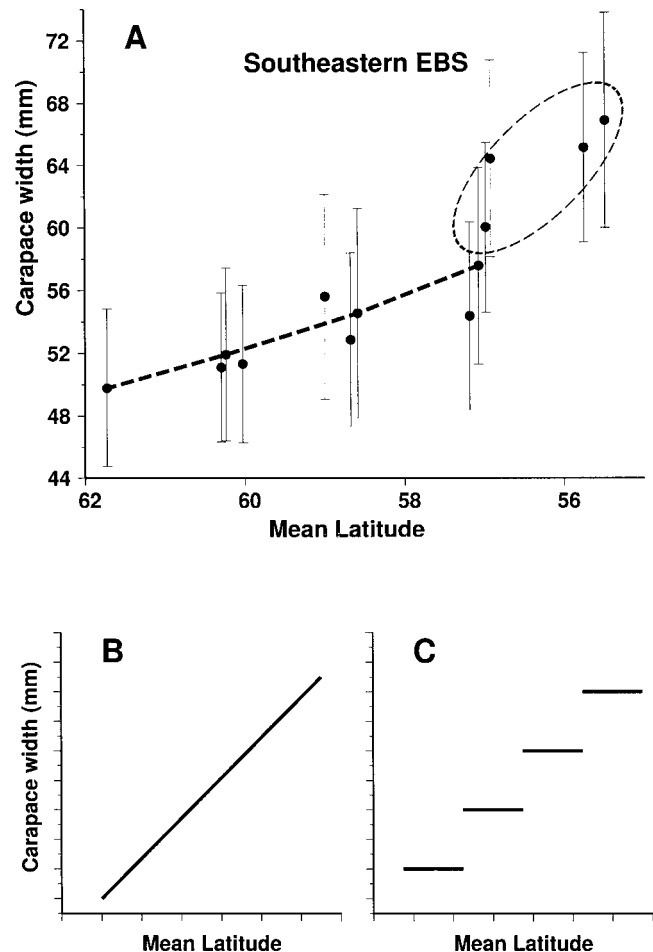 A
Southeastern EBS
Carapace width (mm)
72
68
64
60
56
52
48
44
62
60
58
56
Mean Latitude
B
Carapace width (mm)
Mean Latitude
C
Mean Latitude